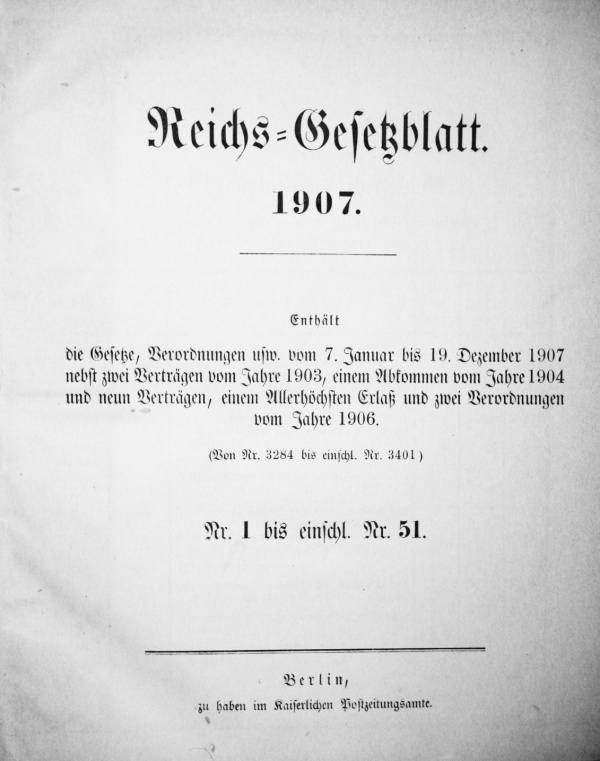 Reichs-Gesetzblatt.
1907.
Enthält
die Gesetze, Verordnungen usw. vom 7. Januar bis 19. Dezember 1907
nebst zwei Verträgen vom Jahre 1903, einem Abkommen vom Jahre 1904
und neun Verträgen, einem Allerhöchsten Erlaß und zwei Verordnungen
vom Jahre 1906.
(Von Nr. 3284 bis einschl. Nr. 3401)
Nr. 1 bis einschl. Nr. 51.
Berlin,
zu haben im Kaiserlichen Postzeitungsamte.